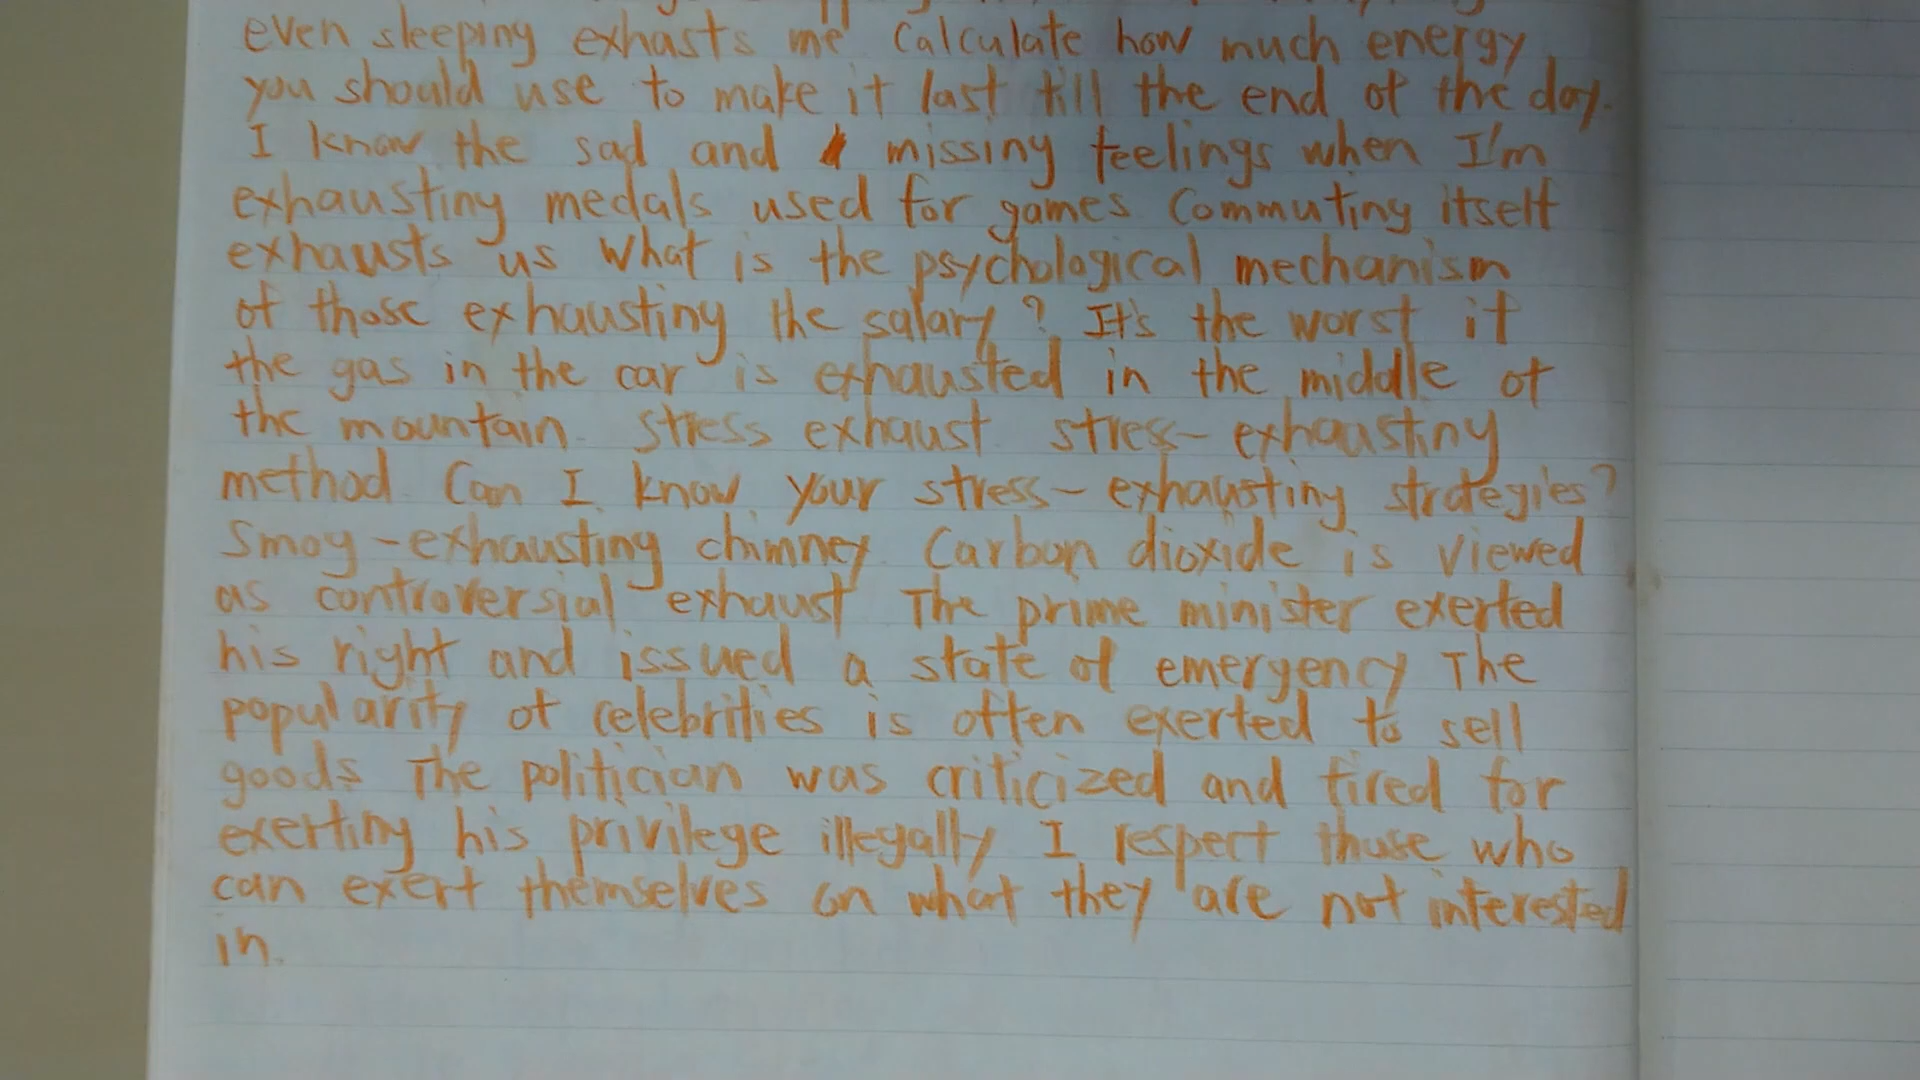 even sleeping exhasts me Calculate how much energy
you should use to make it last till the end of the day.
I know the sad and missing feelings when I'm
exhausting medals used for games Commuting itself
exhausts us What is the psychological mechanism
of those exhausting the salary? It's the worst if
the gas in the car is exhausted in the middle of
the mountain. Stress exhaust stress-exhausting
method. Can I know your stress-exhausting strategies?
Smog-exhausting chimney. Carbon dioxide is viewed
as controversial exhaust The prime minister exerted
his right and issued a state of emergency The
popularity of celebrities is often exerted to sell
goods The politician was criticized and fired for
exerting his privilege illegally I respect those who
can exert themselves on what they are not interested
in.